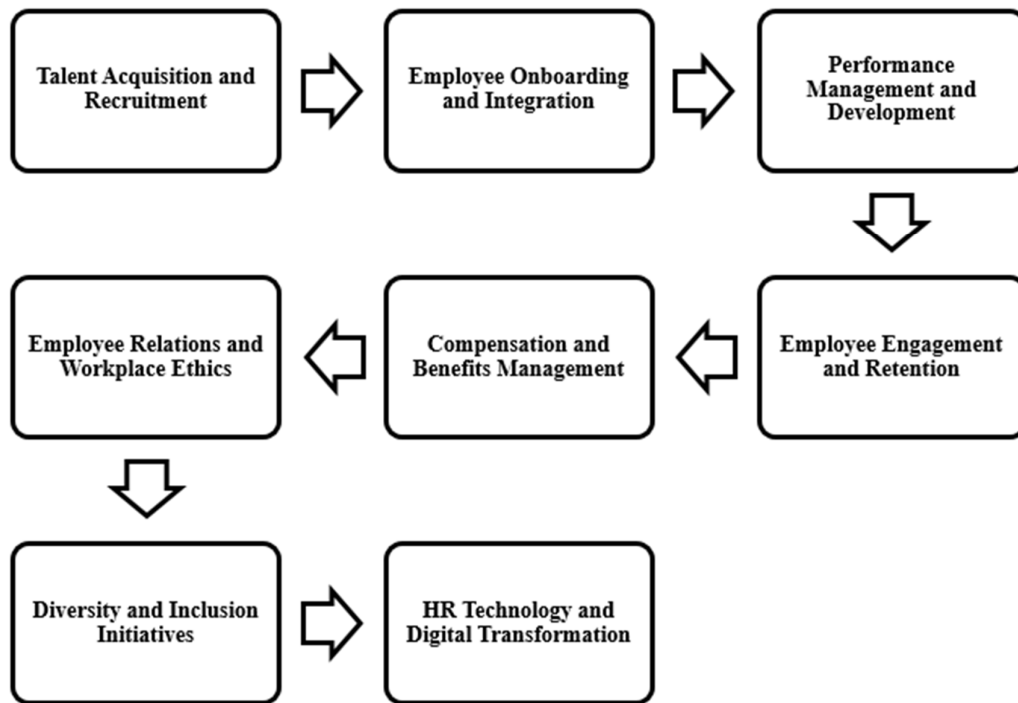 Talent Acquisition and
Recruitment
Employee Onboarding
and Integration
Performance
Management and
Development
Employee Engagement
and Retention
Compensation and
Benefits Management
Employee Relations and
Workplace Ethics
Diversity and Inclusion
Initiatives
HR Technology and
Digital Transformation